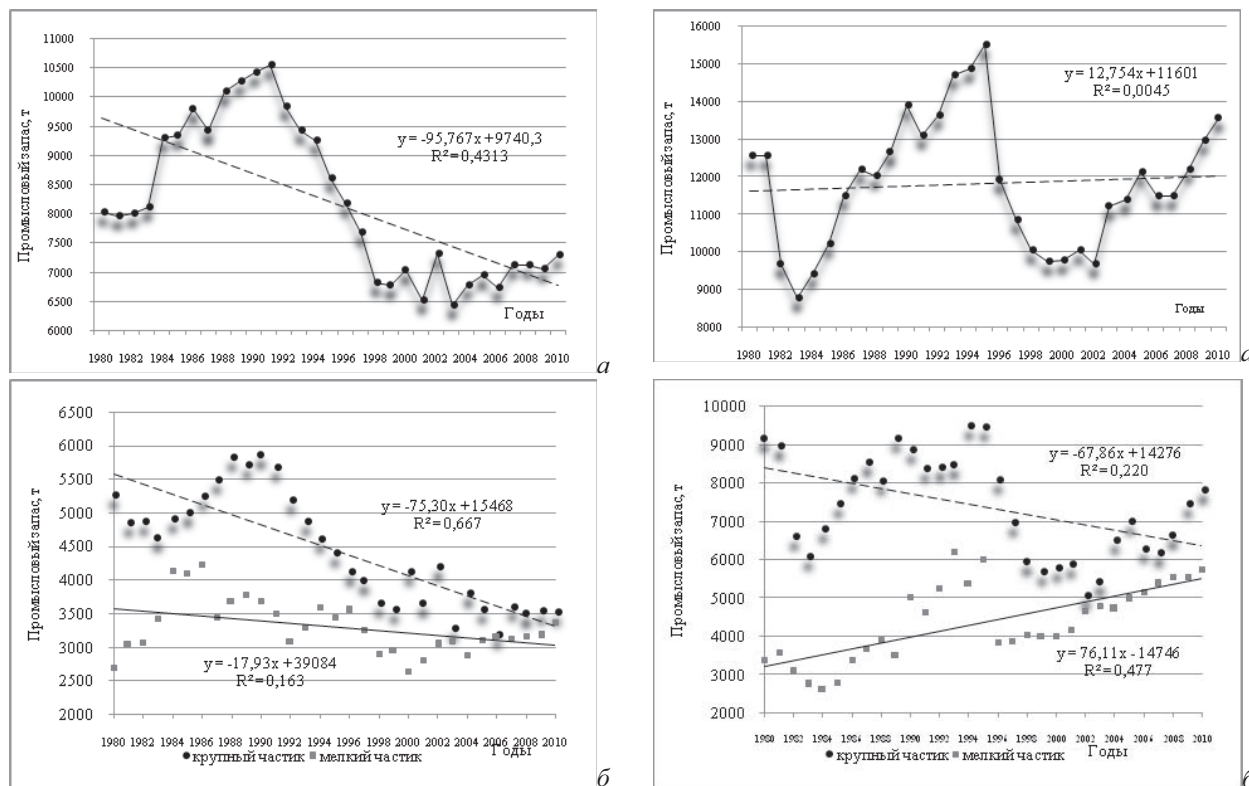 11000
10500
10000
9500
9000
8500
8000
7500
7000
6500
6000
Промысловый запас, т
y = -95,767x + 9740,3
R² = 0,4313
Годы
1980 1982 1984 1986 1988 1990 1992 1994 1996 1998 2000 2002 2004 2006 2008 2010
а
16000
15000
14000
13000
12000
11000
10000
9000
8000
Промысловый запас, т
y = 12,754x + 11601
R² = 0,0045
Годы
1980 1982 1984 1986 1988 1990 1992 1994 1996 1998 2000 2002 2004 2006 2008 2010
6500
6000
5500
5000
4500
4000
3500
3000
2500
2000
Промысловый запас, т
y = -75,30x + 15468
R² = 0,667
y = -17,93x + 39084
R² = 0,163
1980 1982 1984 1986 1988 1990 1992 1994 1996 1998 2000 2002 2004 2006 2008 2010
Годы
крупный частик мелкий частик
б
10000
9000
8000
7000
6000
5000
4000
3000
2000
Промысловый запас, т
y = -67,86x + 14276
R² = 0,220
y = 76,11x - 14746
R² = 0,477
1980 1982 1984 1986 1988 1990 1992 1994 1996 1998 2000 2002 2004 2006 2008 2010
Годы
крупный частик мелкий частик